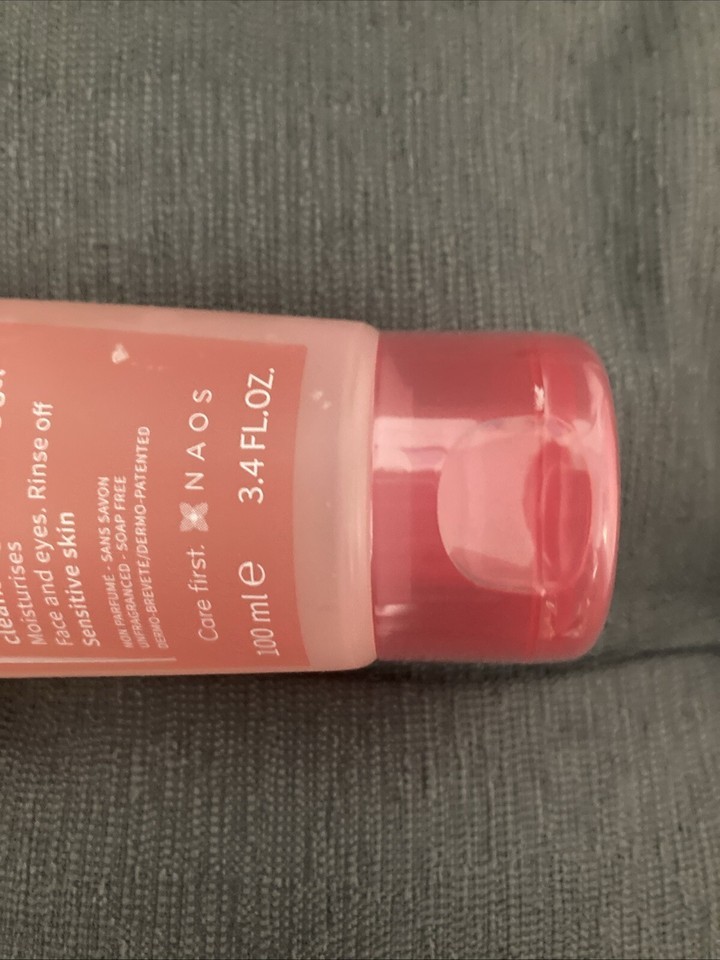 Moisturises
Face and eyes. Rinse off
Sensitive skin
NON PARFUMÉ - SANS SAVON
UNFRAGRANCED - SOAP FREE
DERMO-BREVETÉ/DERMO-PATENTED
Care first. NAOS
100 ml e 3.4 FL.OZ.